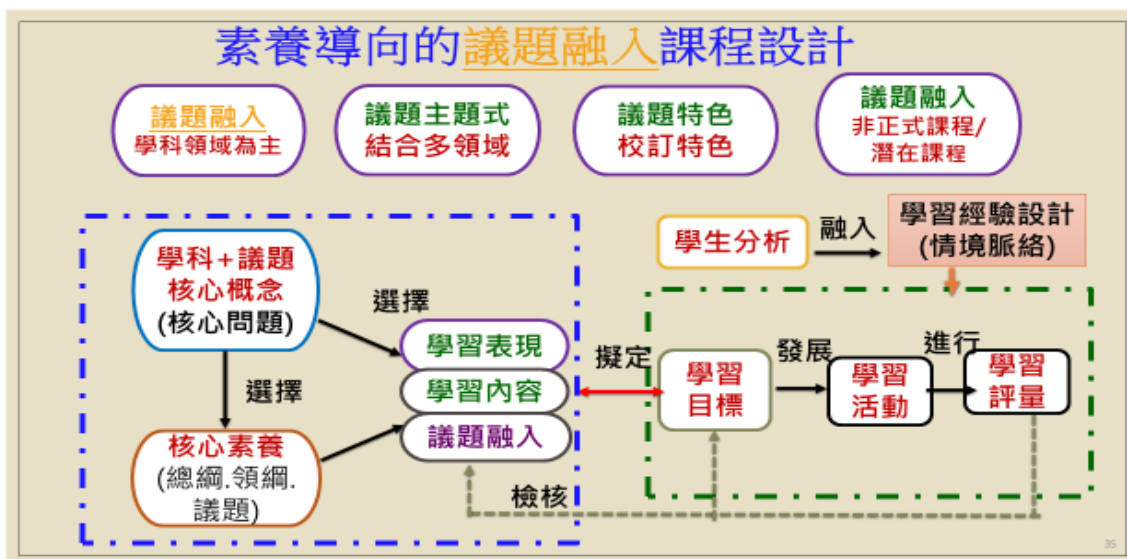 素養導向的議題融入課程設計
議題融入
學科領域為主
議題主題式
結合多領域
議題特色
校訂特色
議題融入
非正式課程/
潛在課程
學科+議題
核心概念
(核心問題)
選擇
選擇
核心素養
(總綱.領綱.
議題)
學習表現
學習內容
議題融入
擬定
檢核
學生分析
融入
學習經驗設計
(情境脈絡)
學習
目標
發展
學習
活動
進行
學習
評量
35